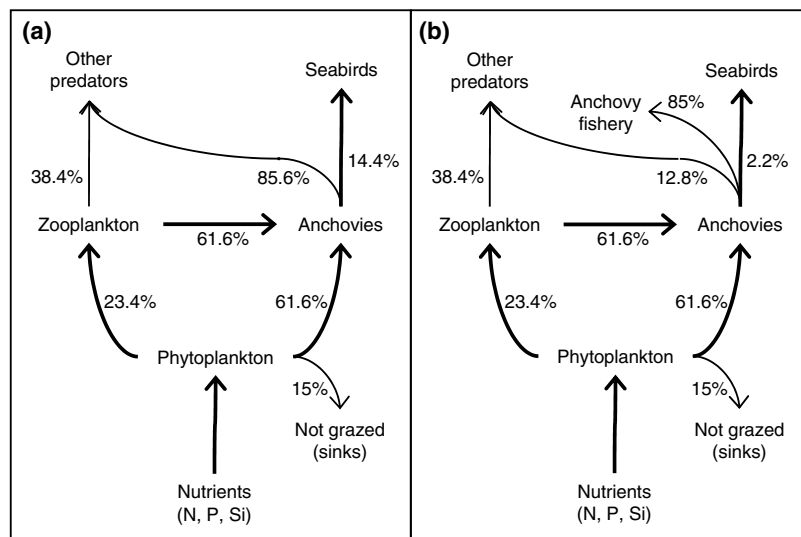 (a)
Other
predators
Seabirds
38.4%
85.6%
14.4%
Zooplankton
61.6%
Anchovies
23.4%
61.6%
Phytoplankton
15%
Not grazed
(sinks)
Nutrients
(N, P, Si)
(b)
Other
predators
Seabirds
Anchovy
fishery
85%
38.4%
12.8%
2.2%
Zooplankton
61.6%
Anchovies
23.4%
61.6%
Phytoplankton
15%
Not grazed
(sinks)
Nutrients
(N, P, Si)